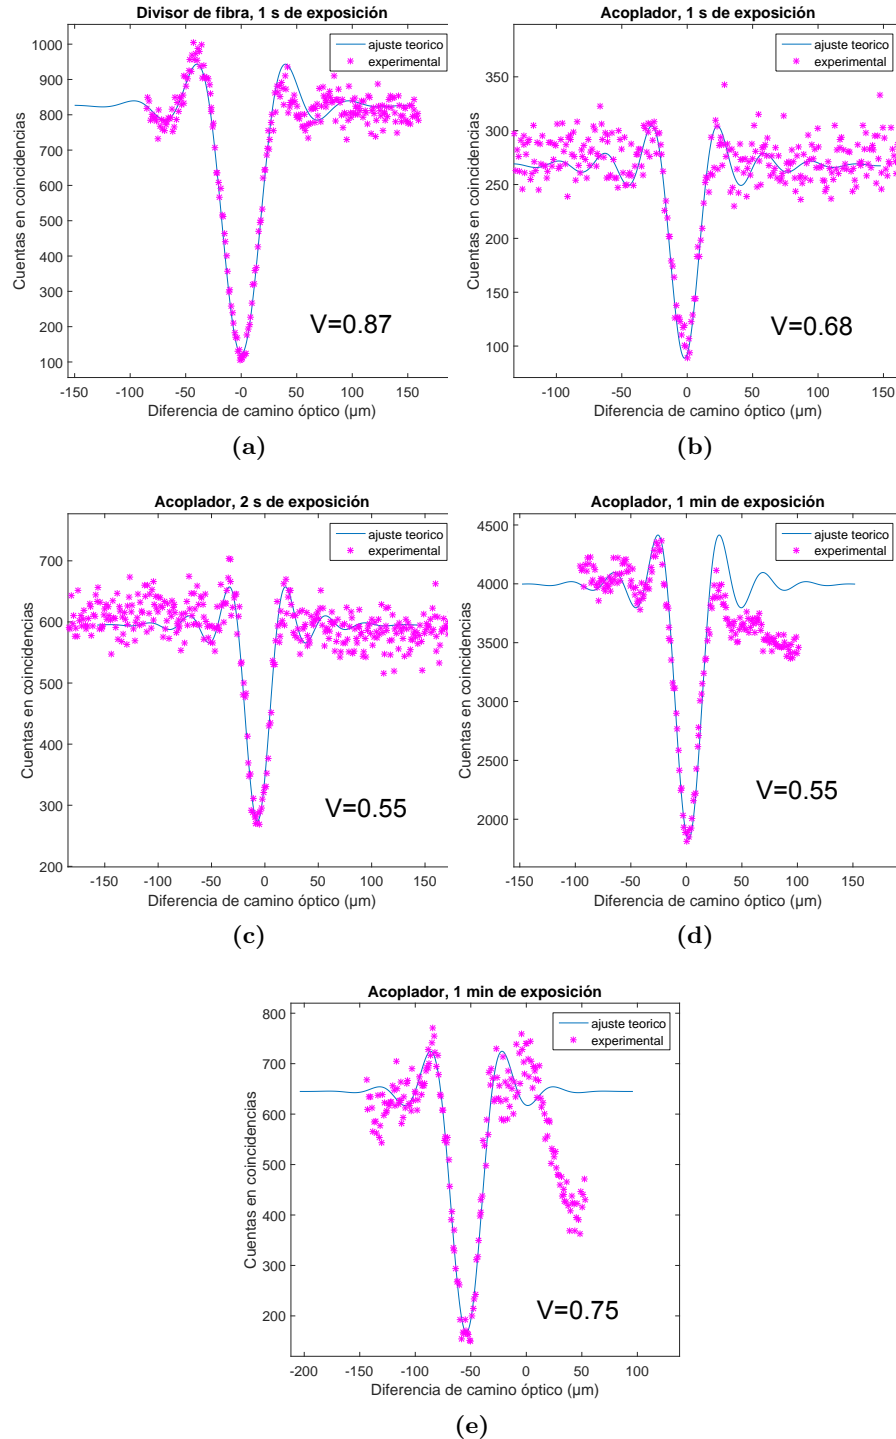 Divisor de fibra, 1 s de exposición
ajuste teorico
experimental
1000
900
800
700
600
500
400
300
200
100
Cuentas en coincidencias
V=0.87
-150 -100 -50 -0 50 100 150
Diferencia de camino óptico (µm)
(a)
Acoplador, 1 s de exposición
ajuste teorico
experimental
350
300
250
200
150
100
Cuentas en coincidencias
V=0.68
-100 -50 0 50 100 150
Diferencia de camino óptico (µm)
(b)
Acoplador, 2 s de exposición
ajuste teorico
experimental
700
600
500
400
300
200
Cuentas en coincidencias
V=0.55
-150 -100 -50 0 50 100 150
Diferencia de camino óptico (µm)
(c)
Acoplador, 1 min de exposición
ajuste teorico
experimental
4500
4000
3500
3000
2500
2000
Cuentas en coincidencias
V=0.55
-150 -100 -50 0 50 100 150
Diferencia de camino óptico (µm)
(d)
Acoplador, 1 min de exposición
ajuste teorico
experimental
800
700
600
500
400
300
200
Cuentas en coincidencias
V=0.75
-200 -150 -100 -50 0 50 100
Diferencia de camino óptico (µm)
(e)